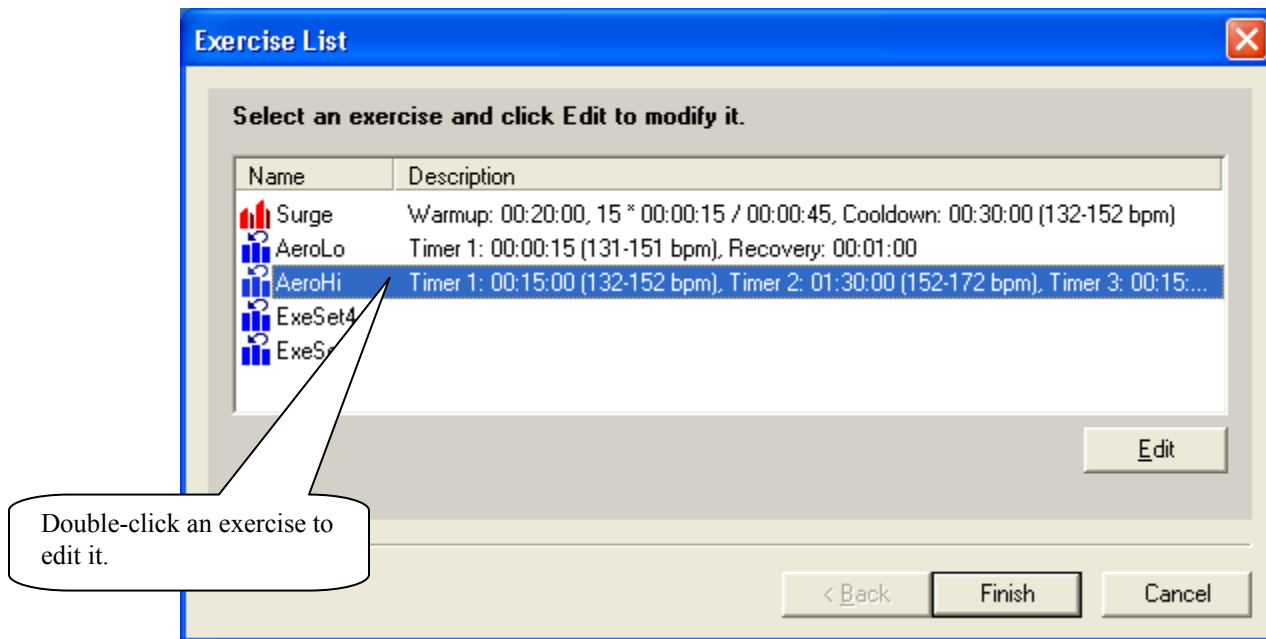 Exercise List
Select an exercise and click Edit to modify it.
Name Description
Surge Warmup: 00:20:00, 15 * 00:00:15 / 00:00:45, Cooldown: 00:30:00 (132-152 bpm)
AeroLo Timer 1: 00:00:15 (131-151 bpm), Recovery: 00:01:00
AeroHi Timer 1: 00:15:00 (132-152 bpm), Timer 2: 01:30:00 (152-172 bpm), Timer 3: 00:15:...
ExeSet4
Edit
Double-click an exercise to
edit it.
< Back Finish Cancel